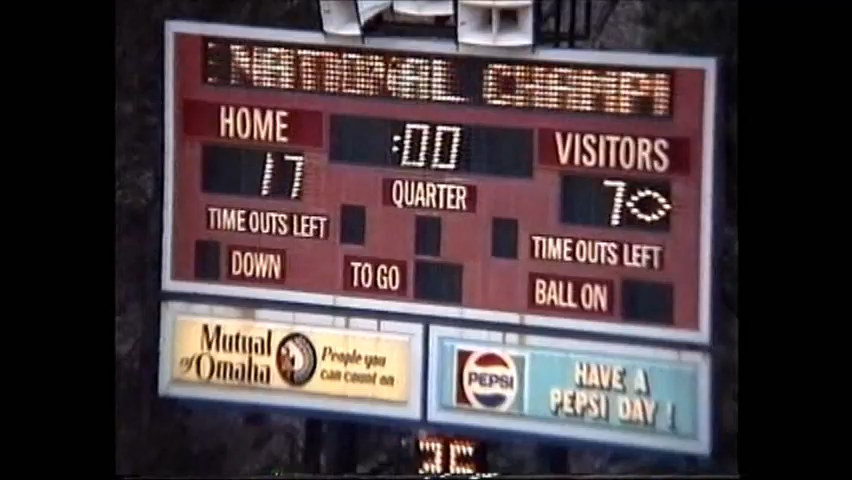 NATIONAL CHAMPI
HOME :00 VISITORS
17 QUARTER 70
TIME OUTS LEFT TIME OUTS LEFT
DOWN TO GO BALL ON
Mutual
of Omaha
People you
can count on
PEPSI
HAVE A
PEPSI DAY!